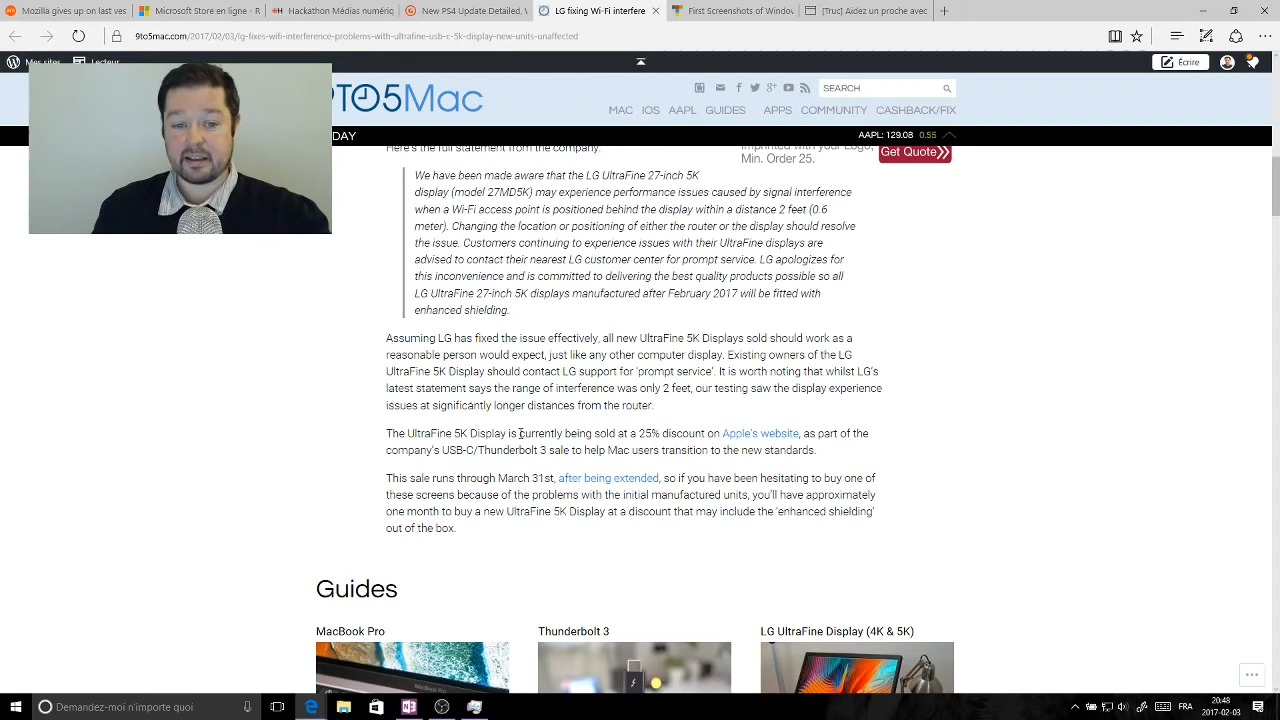 Mozilla gives up on last ves
Microsoft Store en ligne - R
Hackathon Médias numériq
New PS4 Update Detailed. V
LG fixing Wi-Fi interfere
First Screenshots of Window
[Truc] Aidez un proche avec
9to5mac.com/2017/02/03/lg-fixes-wifi-interference-problems-with-ultrafine-usb-c-5k-display-new-units-unaffected
Mes sites
Lecteur
Écrire
TO5Mac
SEARCH
MAC IOS AAPL GUIDES APPS COMMUNITY CASHBACK/FIX
DAY
AAPL: 129.08 0.55
Here's the full statement from the company.
Imprinted with your Logo,
Min. Order 25.
Get Quote
We have been made aware that the LG UltraFine 27-inch 5K
display (model 27MD5K) may experience performance issues caused by signal interference
when a Wi-Fi access point is positioned behind the display within a distance 2 feet (0.6
meter). Changing the location or positioning of either the router or the display should resolve
the issue. Customers continuing to experience issues with their UltraFine displays are
advised to contact their nearest LG customer center for prompt service. LG apologizes for
this inconvenience and is committed to delivering the best quality products possible so all
LG UltraFine 27-inch 5K displays manufactured after February 2017 will be fitted with
enhanced shielding.
Assuming LG has fixed the issue effectively, all new UltraFine 5K Displays sold should work as a
reasonable person would expect, just like any other computer display. Existing owners of the LG
UltraFine 5K Display should contact LG support for 'prompt service'. It is worth noting that whilst LG's
latest statement says the range of interference was only 2 feet, our testing saw the display experience
issues at significantly longer distances from the router.
The UltraFine 5K Display is currently being sold at a 25% discount on Apple's website, as part of the
company's USB-C/Thunderbolt 3 sale to help Mac users transition to the new standards.
This sale runs through March 31st, after being extended, so if you have been hesitating to buy one of
these screens because of the problems with the initial manufactured units, you'll have approximately
one month to buy a new UltraFine 5K Display at a discount that may include the 'enhanced shielding'
out of the box.
Guides
MacBook Pro
Thunderbolt 3
LG UltraFine Display (4K & 5K)
Demandez-moi n'importe quoi
FRA
20:48
2017-02-03